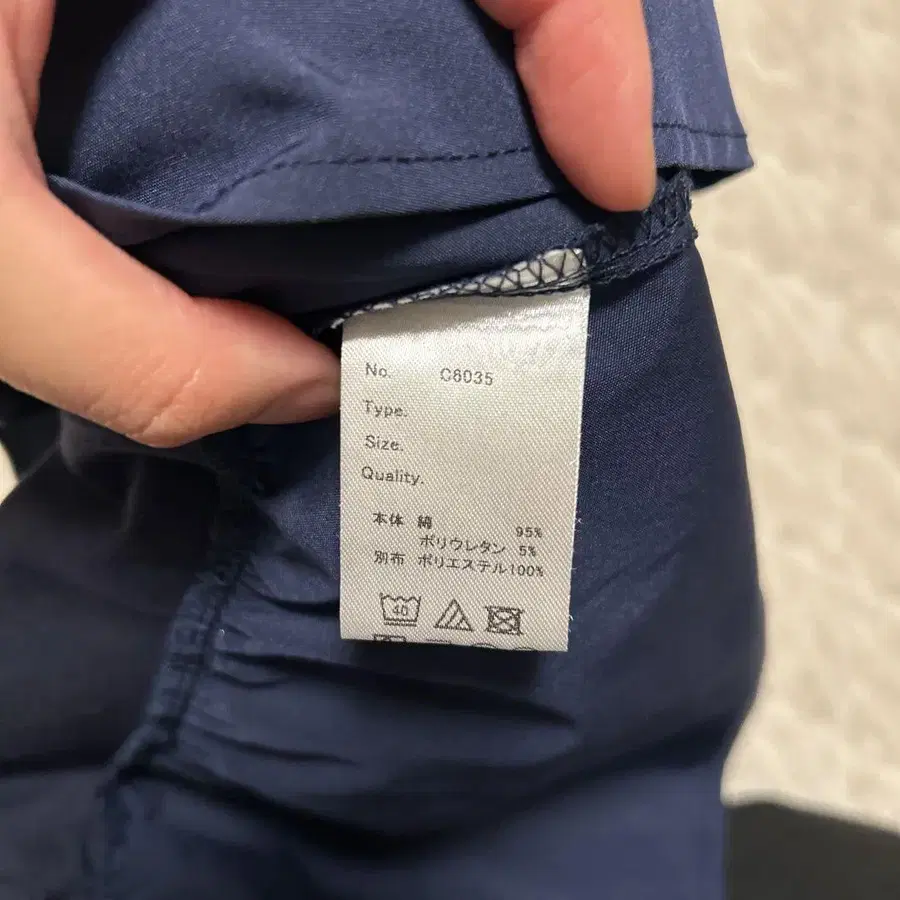 No. C6035
Type.
Size.
Quality.
本体 綿 95%
ポリウレタン 5%
別布 ポリエステル100%
40